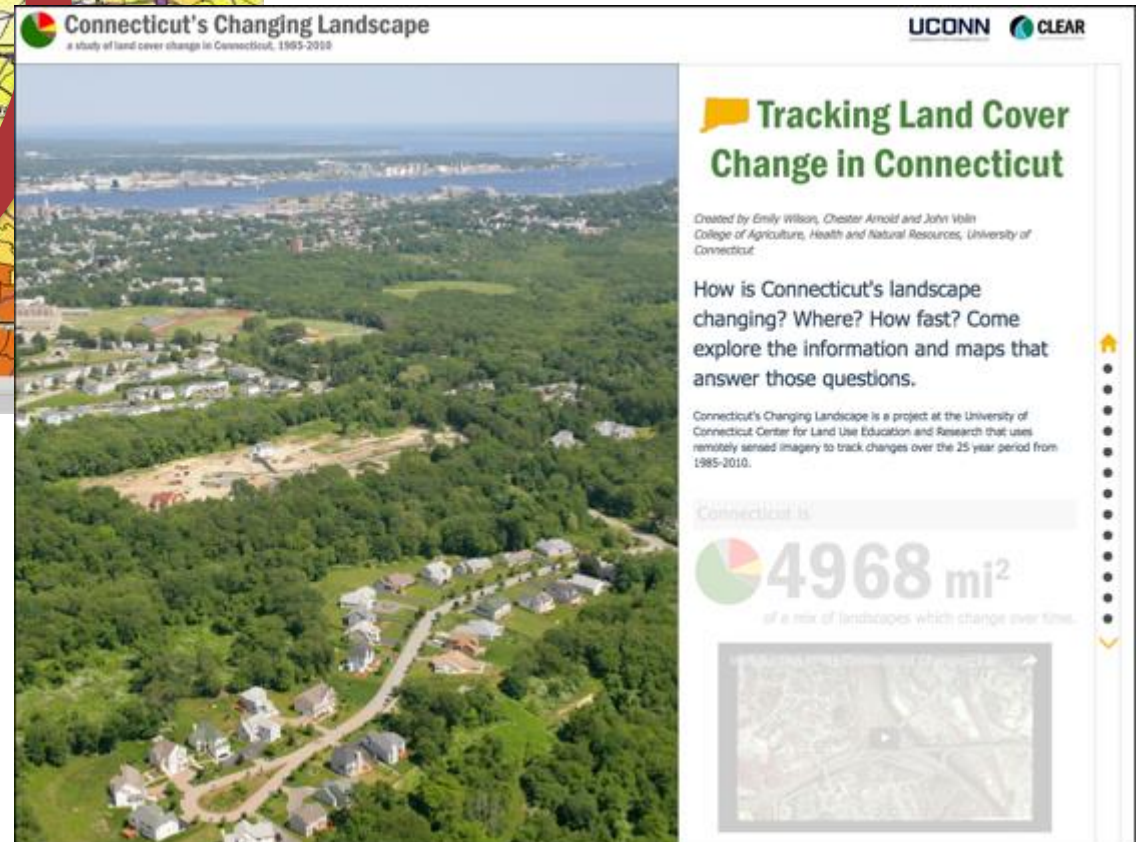 Connecticut's Changing Landscape
a study of land cover change in Connecticut, 1985-2010
UCONN CLEAR
Tracking Land Cover
Change in Connecticut
Created by Emily Wilson, Chester Arnold and John Volin
College of Agriculture, Health and Natural Resources, University of
Connecticut
How is Connecticut's landscape
changing? Where? How fast? Come
explore the information and maps that
answer those questions.
Connecticut's Changing Landscape is a project at the University of
Connecticut Center for Land Use Education and Research that uses
remotely sensed imagery to track changes over the 25 year period from
1985-2010.
Connecticut is
4968 mi²
of a mix of landscapes which change over time.